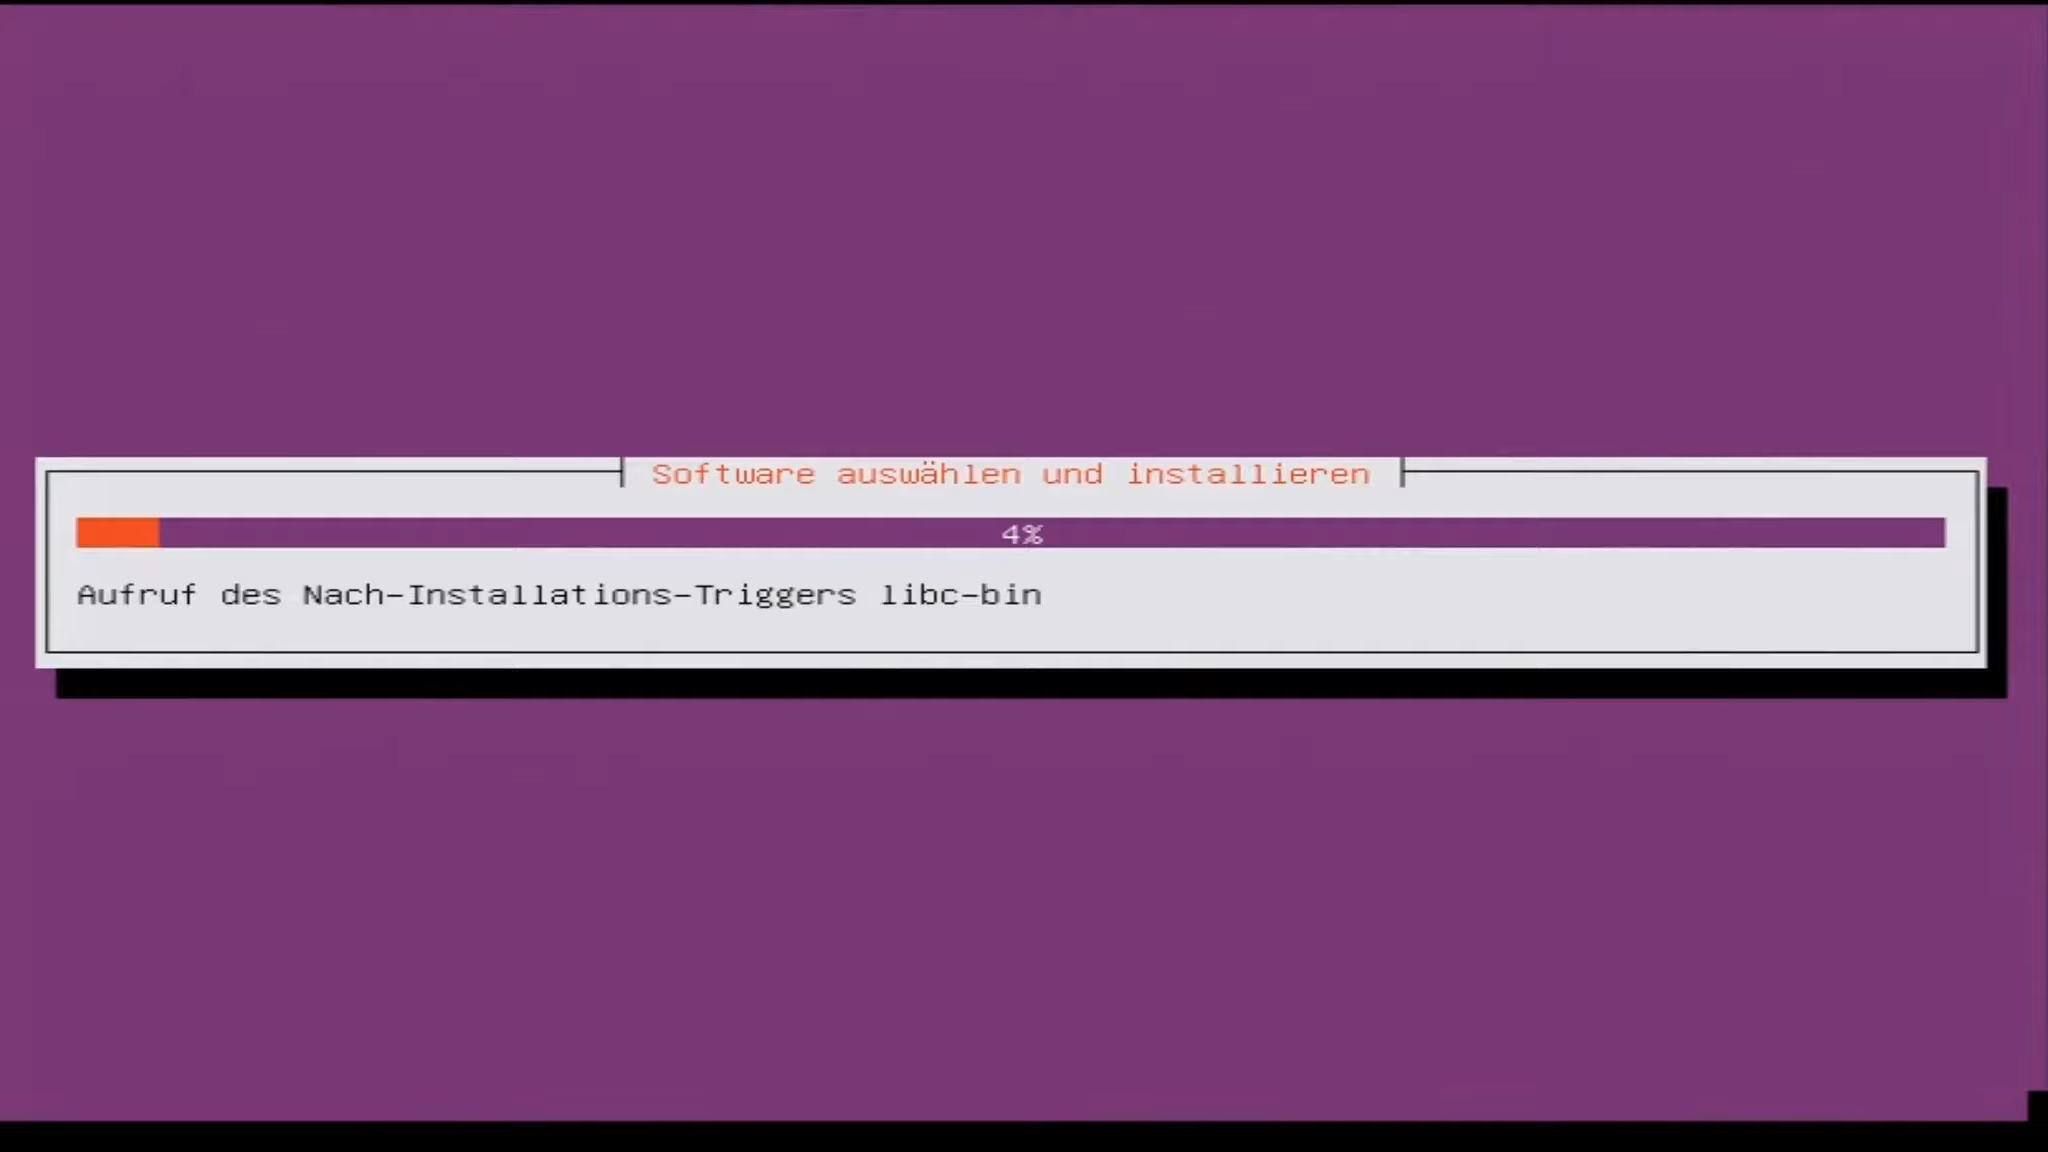 Software auswählen und installieren
4%
Aufruf des Nach-Installations-Triggers libc-bin